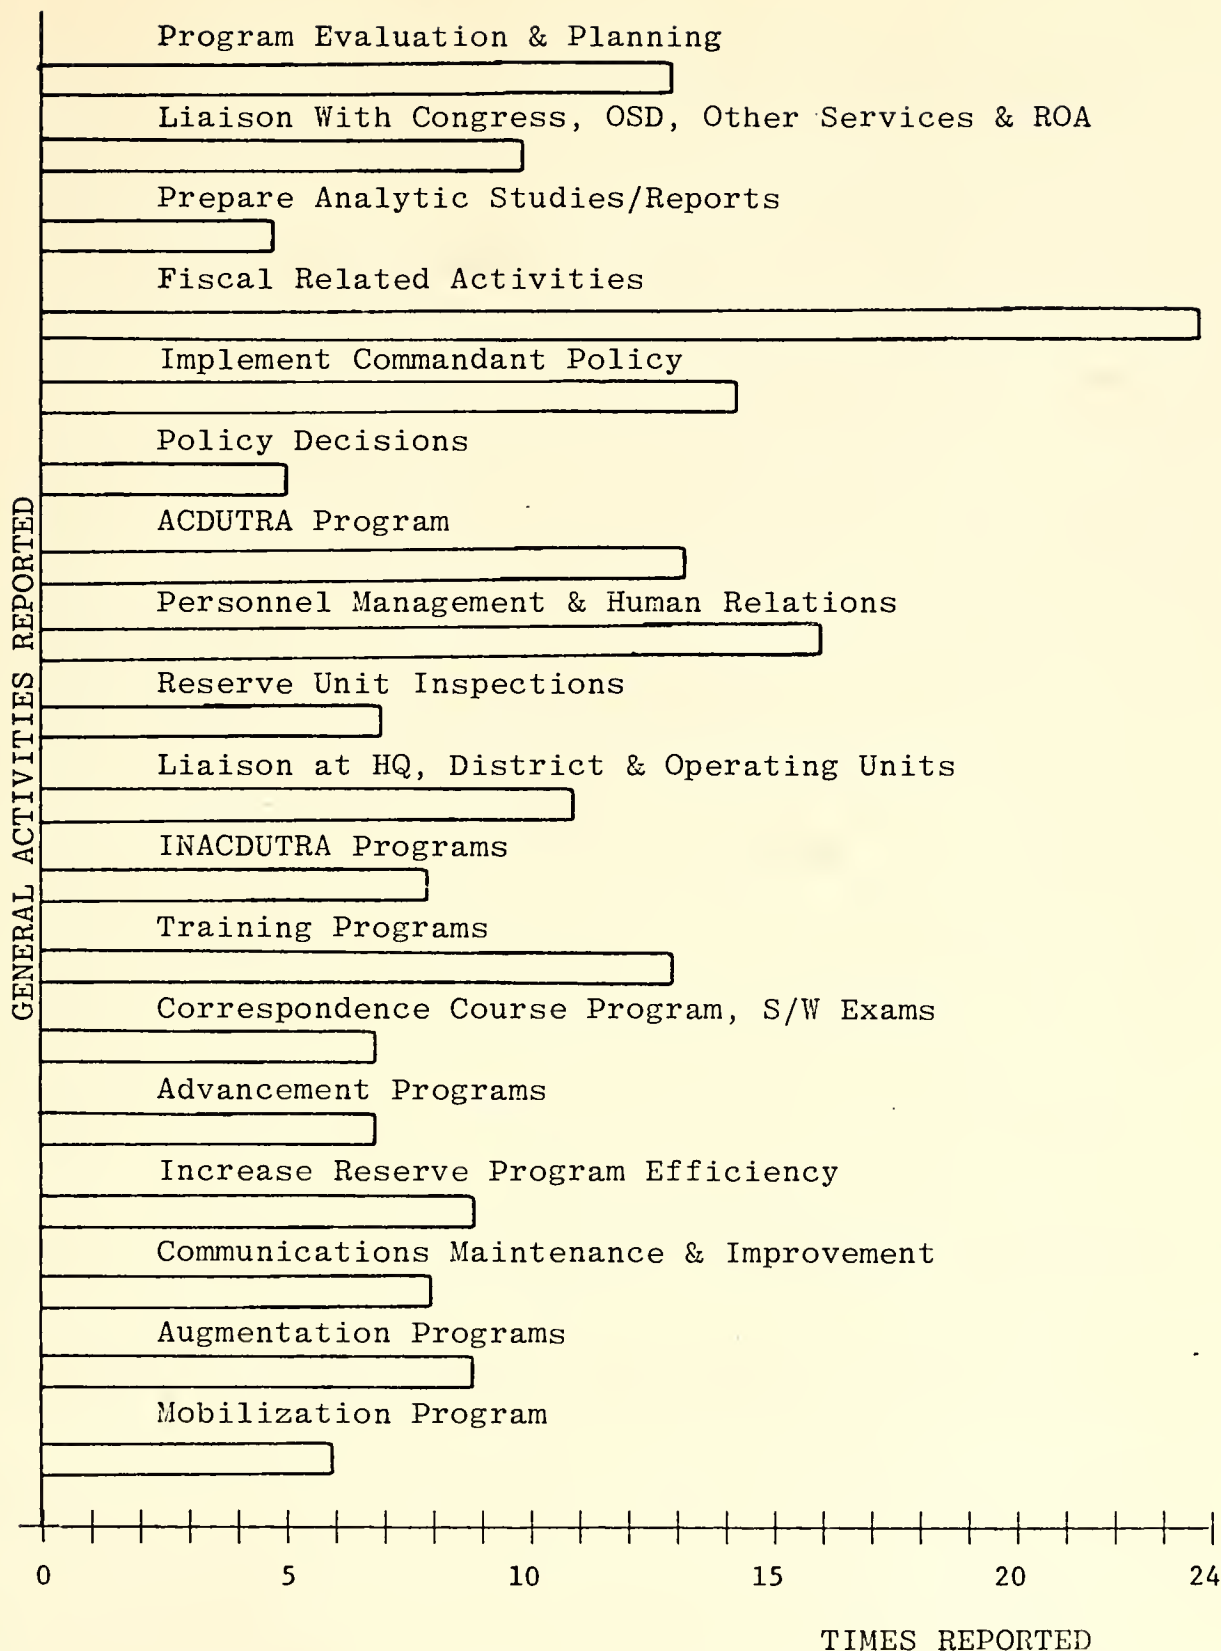 Program Evaluation & Planning
Liaison With Congress, OSD, Other Services & ROA
Prepare Analytic Studies/Reports
Fiscal Related Activities
Implement Commandant Policy
Policy Decisions
ACDUTRA Program
Personnel Management & Human Relations
Reserve Unit Inspections
Liaison at HQ, District & Operating Units
INACDUTRA Programs
Training Programs
Correspondence Course Program, S/W Exams
Advancement Programs
Increase Reserve Program Efficiency
Communications Maintenance & Improvement
Augmentation Programs
Mobilization Program
GENERAL ACTIVITIES REPORTED
0 5 10 15 20 24
TIMES REPORTED